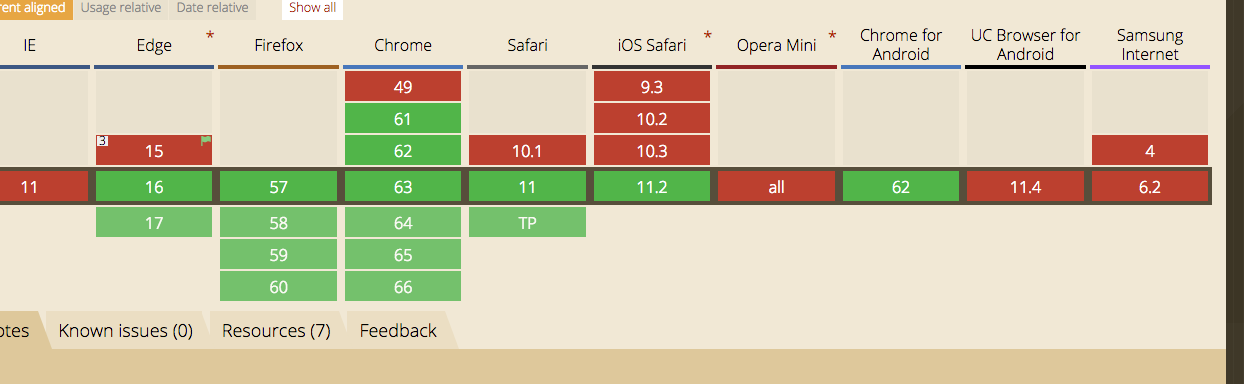 rent aligned Usage relative Date relative Show all
IE Edge * Firefox Chrome Safari iOS Safari * Opera Mini * Chrome for Android UC Browser for Android Samsung Internet
49 9.3
61 10.2
3 15 62 10.1 10.3 4
11 16 57 63 11 11.2 all 62 11.4 6.2
17 58 64 TP
59 65
60 66
otes Known issues (0) Resources (7) Feedback